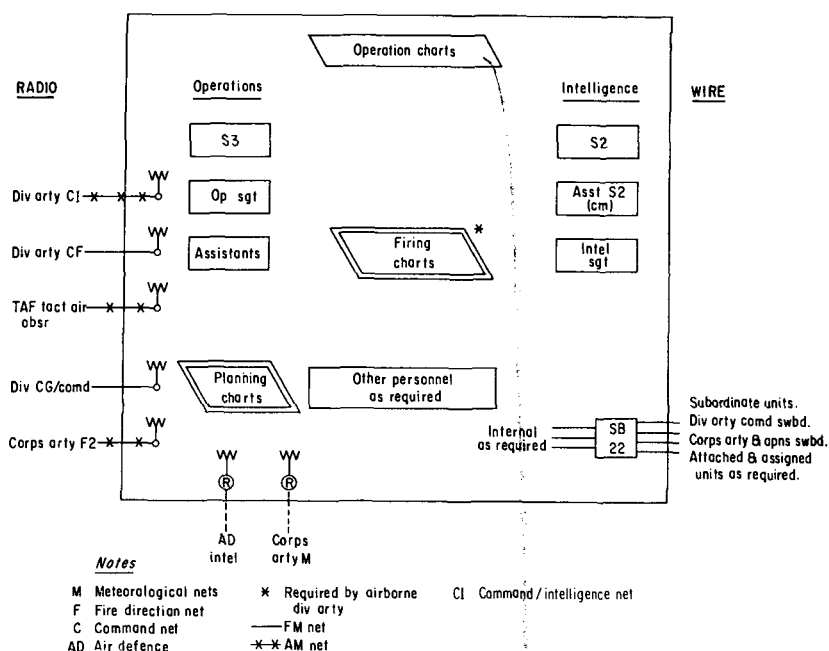 Operation charts
RADIO
Operations
Intelligence
WIRE
S3
S2
Div arty CI
Op sgt
Asst S2
(cm)
Div arty CF
Assistants
Firing
charts
*
Intel
sgt
TAF tact air
absr
Div CG/comd
Planning
charts
Other personnel
as required
Corps arty F2
Internal
as required
SB
22
Subordinate units.
Div arty comd swbd.
Corps arty & apns swbd.
Attached & assigned
units as required.
R
R
AD
intel
Corps
arty M
Notes
M Meteoralogical nets
F Fire direction net
C Command net
AD Air defence
* Required by airborne
div arty
FM net
AM net
CI Command/intelligence net